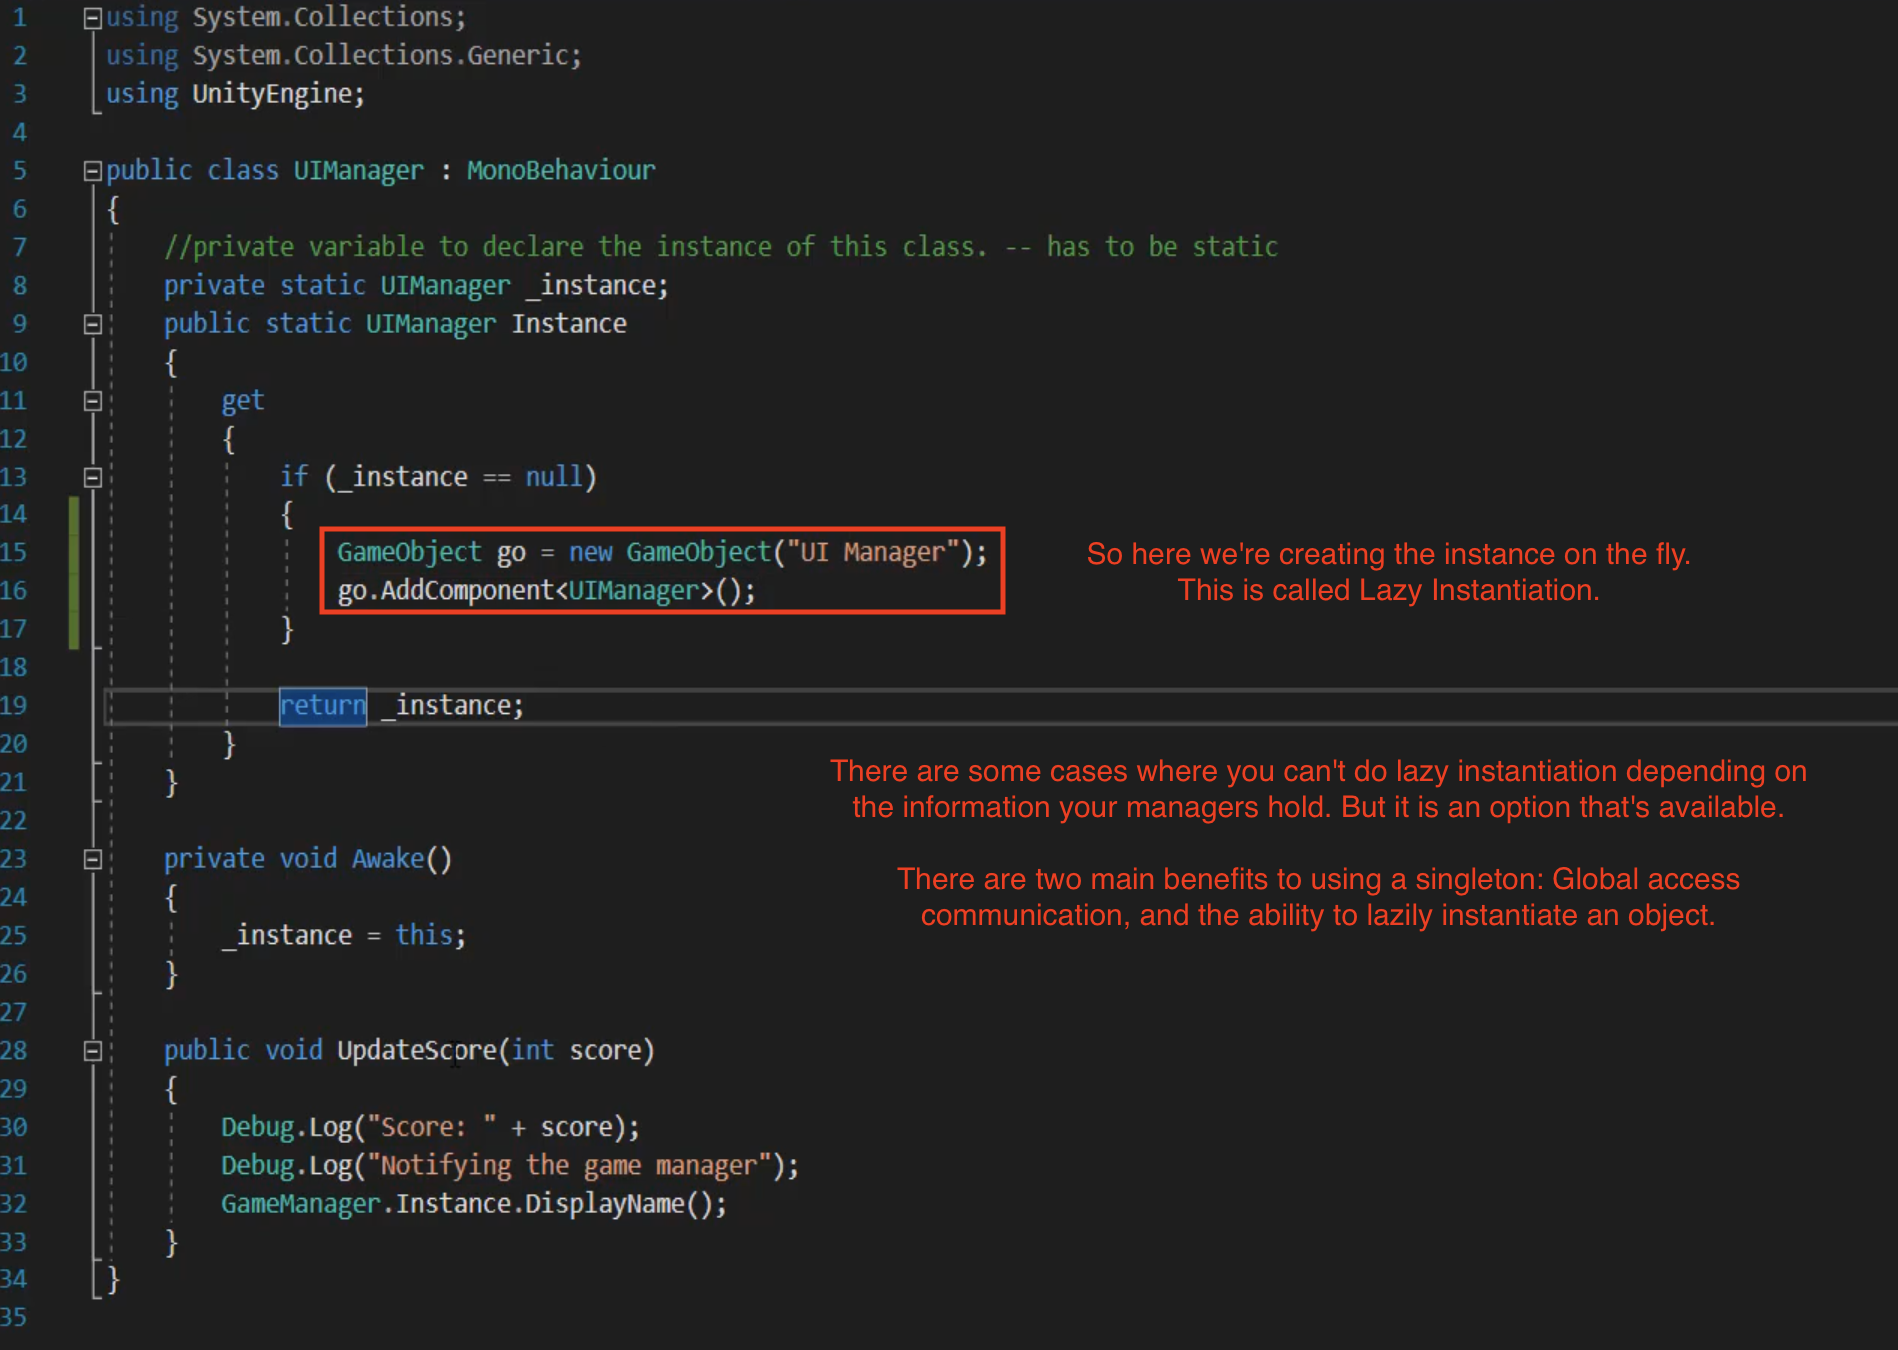 1 using System.Collections;
2 using System.Collections.Generic;
3 using UnityEngine;
4
5 public class UIManager : MonoBehaviour
6 {
7 //private variable to declare the instance of this class. -- has to be static
8 private static UIManager _instance;
9 public static UIManager Instance
10 {
11 get
12 {
13 if (_instance == null)
14 {
15 GameObject go = new GameObject("UI Manager");
16 go.AddComponent<UIManager>();
So here we're creating the instance on the fly.
This is called Lazy Instantiation.
17 }
18
19 return _instance;
20 }
21 }
There are some cases where you can't do lazy instantiation depending on
the information your managers hold. But it is an option that's available.
22
23 private void Awake()
24 {
25 _instance = this;
26 }
There are two main benefits to using a singleton: Global access
communication, and the ability to lazily instantiate an object.
27
28 public void UpdateScore(int score)
29 {
30 Debug.Log("Score: " + score);
31 Debug.Log("Notifying the game manager");
32 GameManager.Instance.DisplayName();
33 }
34 }
35